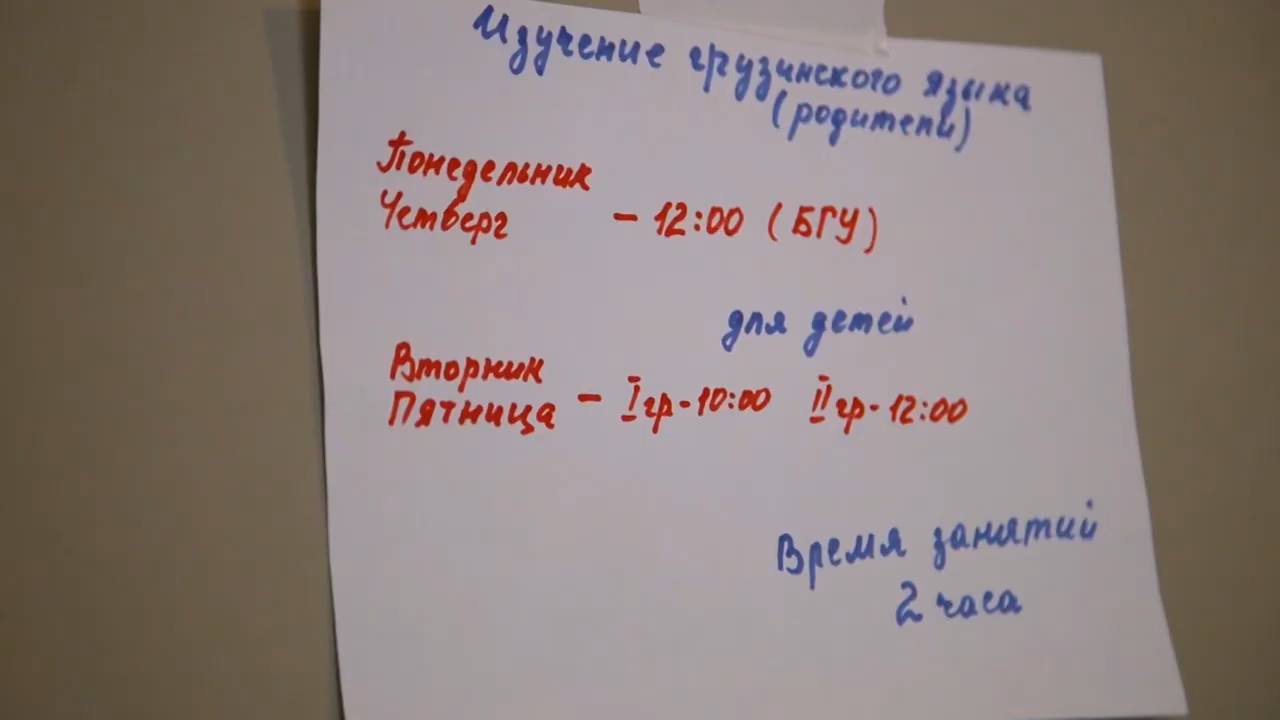 Изучение грузинского языка
(родители)
Понедельник
Четверг - 12:00 (БГУ)
для детей
Вторник
Пятница - I гр - 10:00 II гр - 12:00
Время занятий
2 часа